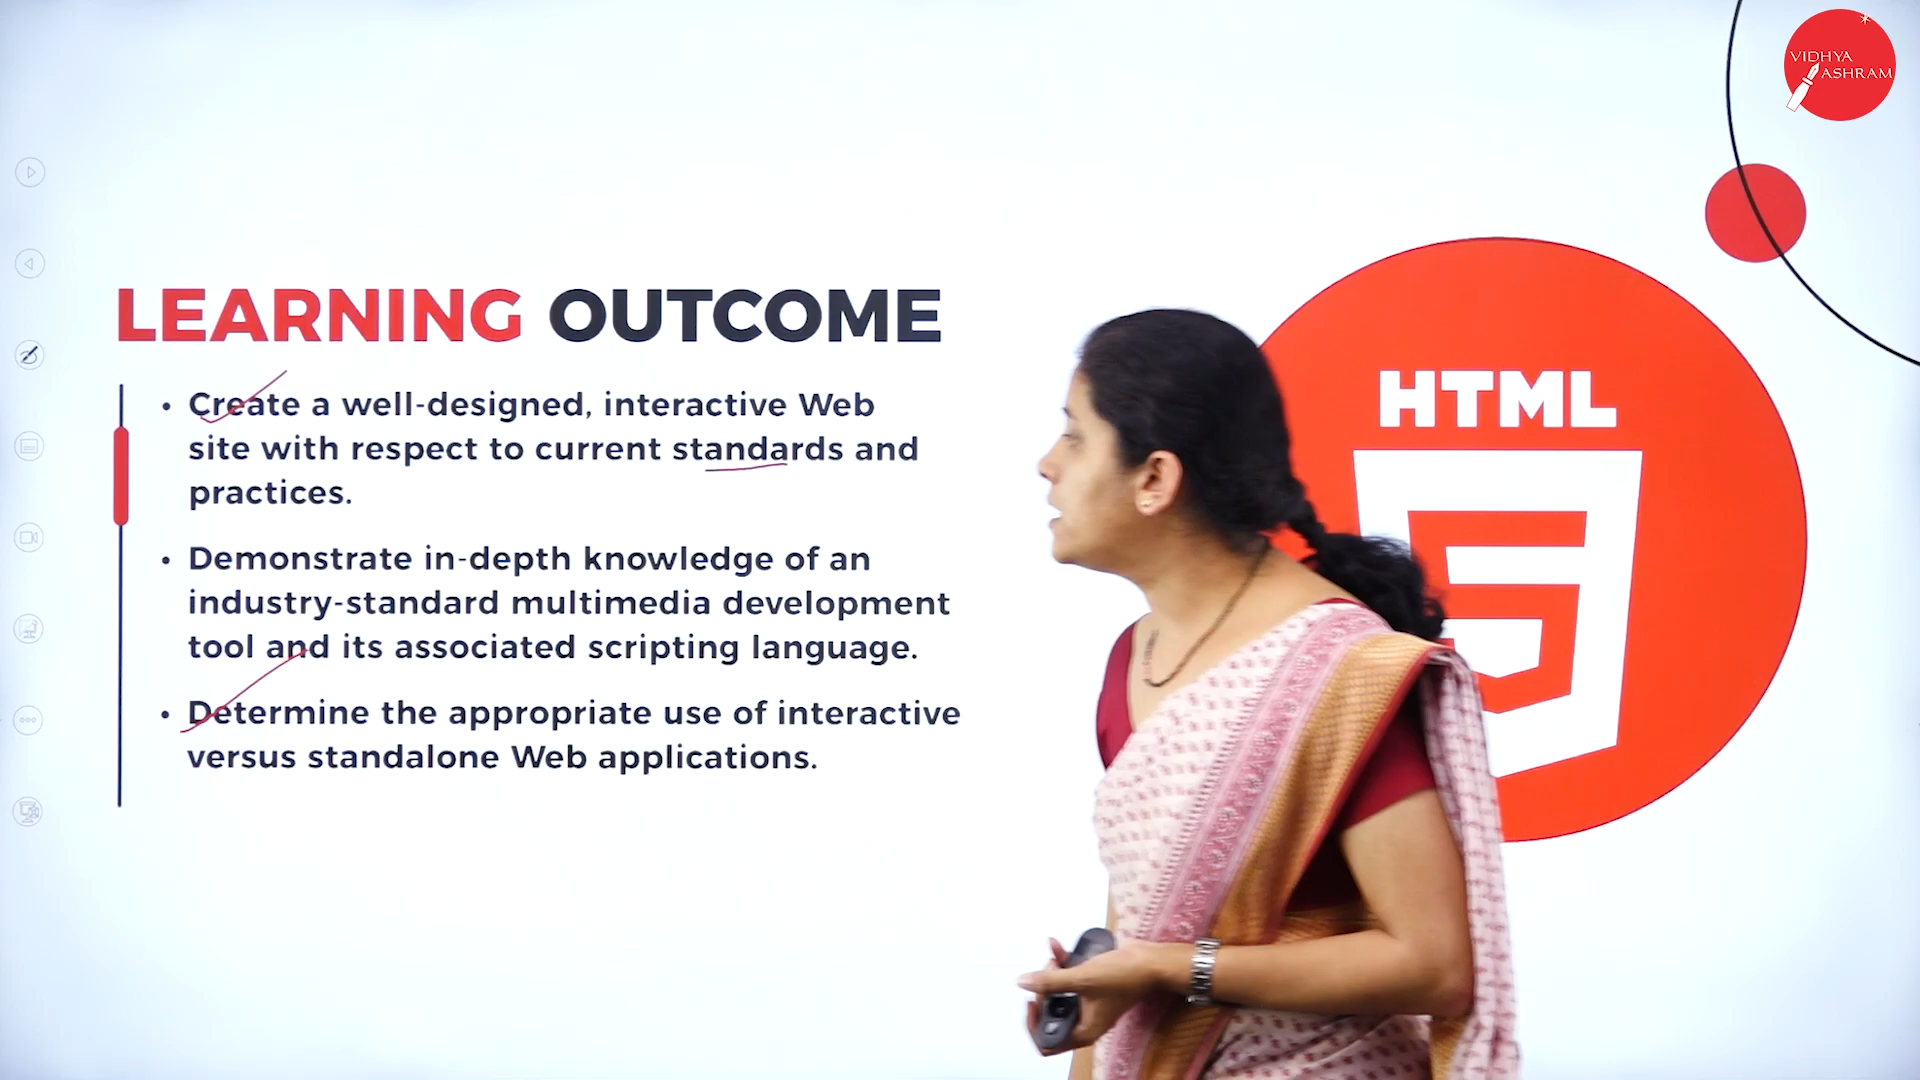 VIDHYA
ASHRAM
LEARNING OUTCOME
• Create a well-designed, interactive Web
site with respect to current standards and
practices.
• Demonstrate in-depth knowledge of an
industry-standard multimedia development
tool and its associated scripting language.
• Determine the appropriate use of interactive
versus standalone Web applications.
HTML
5